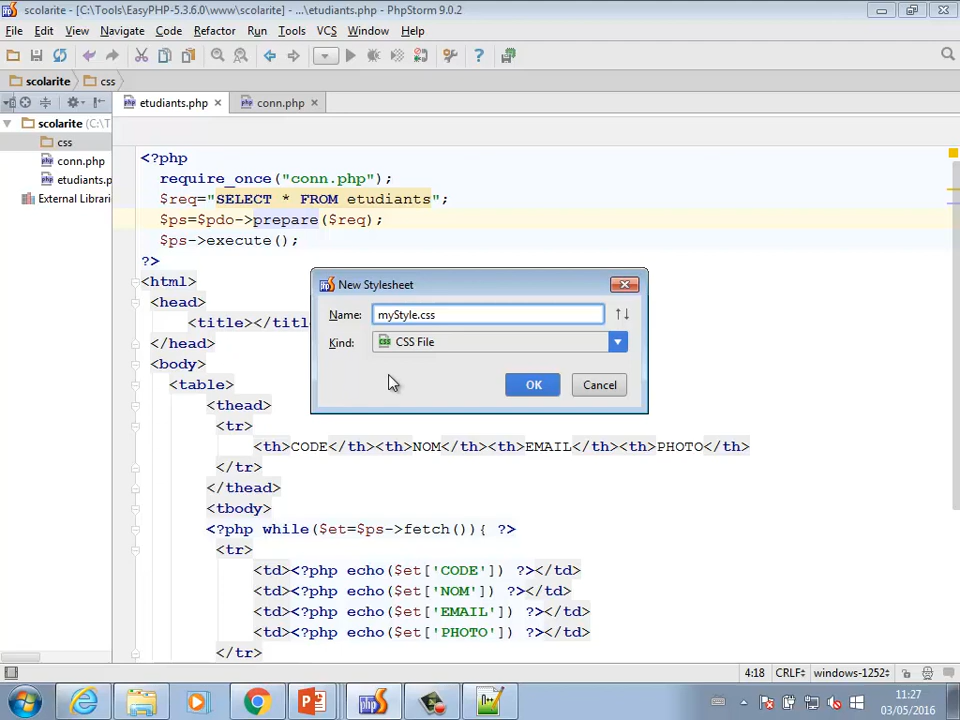 scolarite - [C:\Tools\EasyPHP-5.3.6.0\www\scolarite] - ...\etudiants.php - PhpStorm 9.0.2
File Edit View Navigate Code Refactor Run Tools VCS Window Help
scolarite css
etudiants.php conn.php
scolarite (C:\T
css
conn.php
etudiants.p
External Librari
<?php
require_once("conn.php");
$req="SELECT * FROM etudiants";
$ps=$pdo->prepare($req);
$ps->execute();
?>
<html>
<head>
<title></titl
</head>
<body>
<table>
<thead>
<tr>
<th>CODE</th><th>NOM</th><th>EMAIL</th><th>PHOTO</th>
</tr>
</thead>
<tbody>
<?php while($et=$ps->fetch()){ ?>
<tr>
<td><?php echo($et['CODE']) ?></td>
<td><?php echo($et['NOM']) ?></td>
<td><?php echo($et['EMAIL']) ?></td>
<td><?php echo($et['PHOTO']) ?></td>
</tr>
New Stylesheet
Name: myStyle.css
Kind: CSS File
OK Cancel
4:18 CRLF windows-1252
11:27
03/05/2016